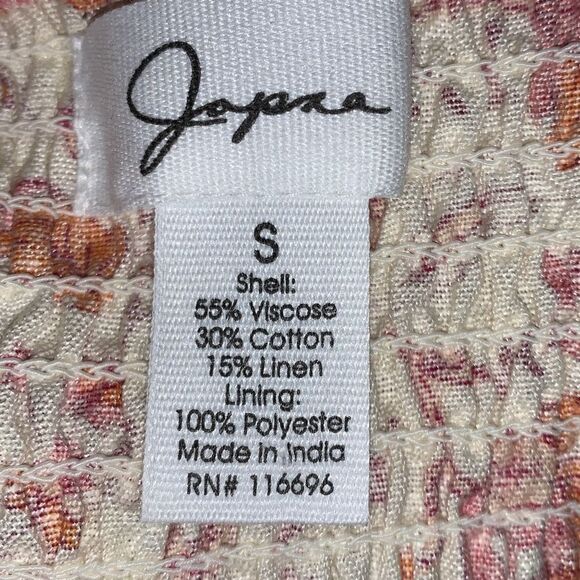 Japna
S
Shell:
55% Viscose
30% Cotton
15% Linen
Lining:
100% Polyester
Made in India
RN# 116696